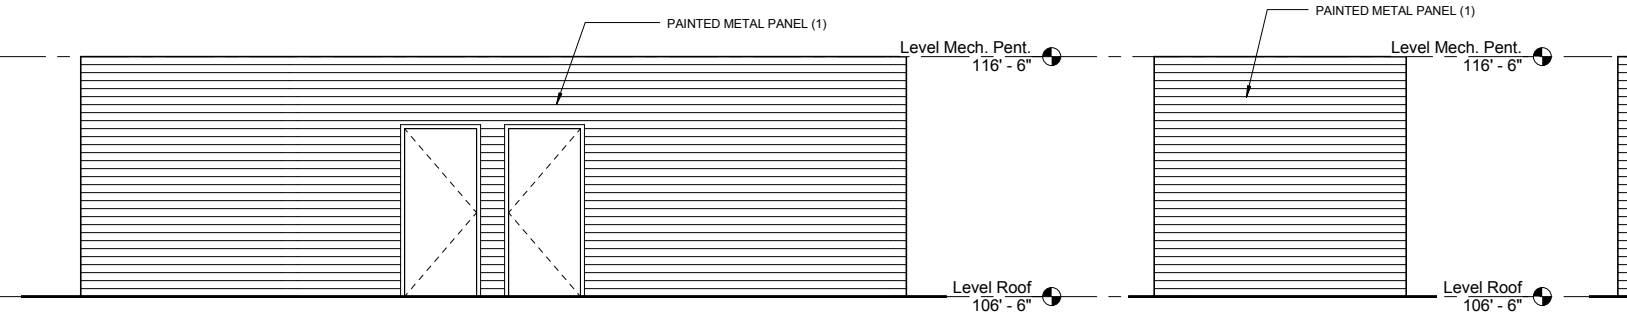 PAINTED METAL PANEL (1)
Level Mech. Pent.
116' - 6"
Level Roof
106' - 6"
PAINTED METAL PANEL (1)
Level Mech. Pent.
116' - 6"
Level Roof
106' - 6"